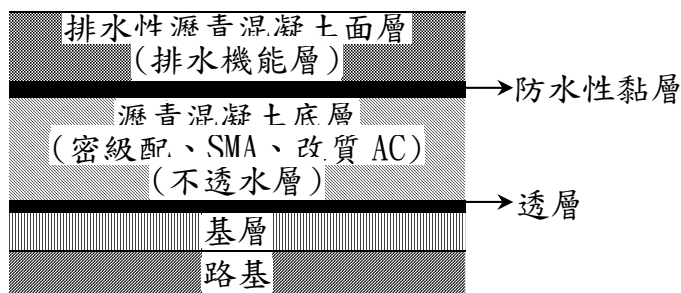 排水性瀝青混凝土面層
(排水機能層)
防水性黏層
瀝青混凝土底層
(密級配、SMA、改質 AC)
(不透水層)
透層
基層
路基